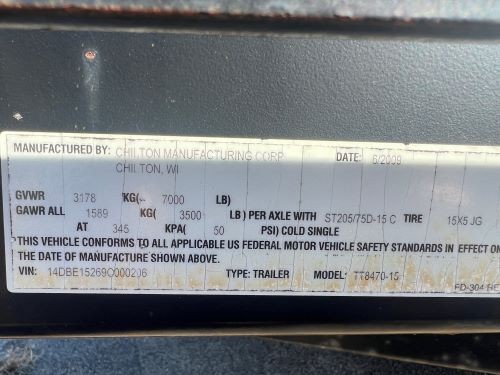 MANUFACTURED BY: CHILTON MANUFACTURING CORP DATE: 6/2009
CHILTON, WI
GVWR 3178 KG( 7000 LB)
GAWR ALL 1589 KG( 3500 LB) PER AXLE WITH ST205/75D-15 C TIRE 15X5 JG
AT 345 KPA( 50 PSI) COLD SINGLE
THIS VEHICLE CONFORMS TO ALL APPLICABLE US FEDERAL MOTOR VEHICLE SAFETY STANDARDS IN EFFECT ON
THE DATE OF MANUFACTURE SHOWN ABOVE.
VIN: 14DBE15269C000206 TYPE: TRAILER MODEL: TT8470-15
FD-304 RE